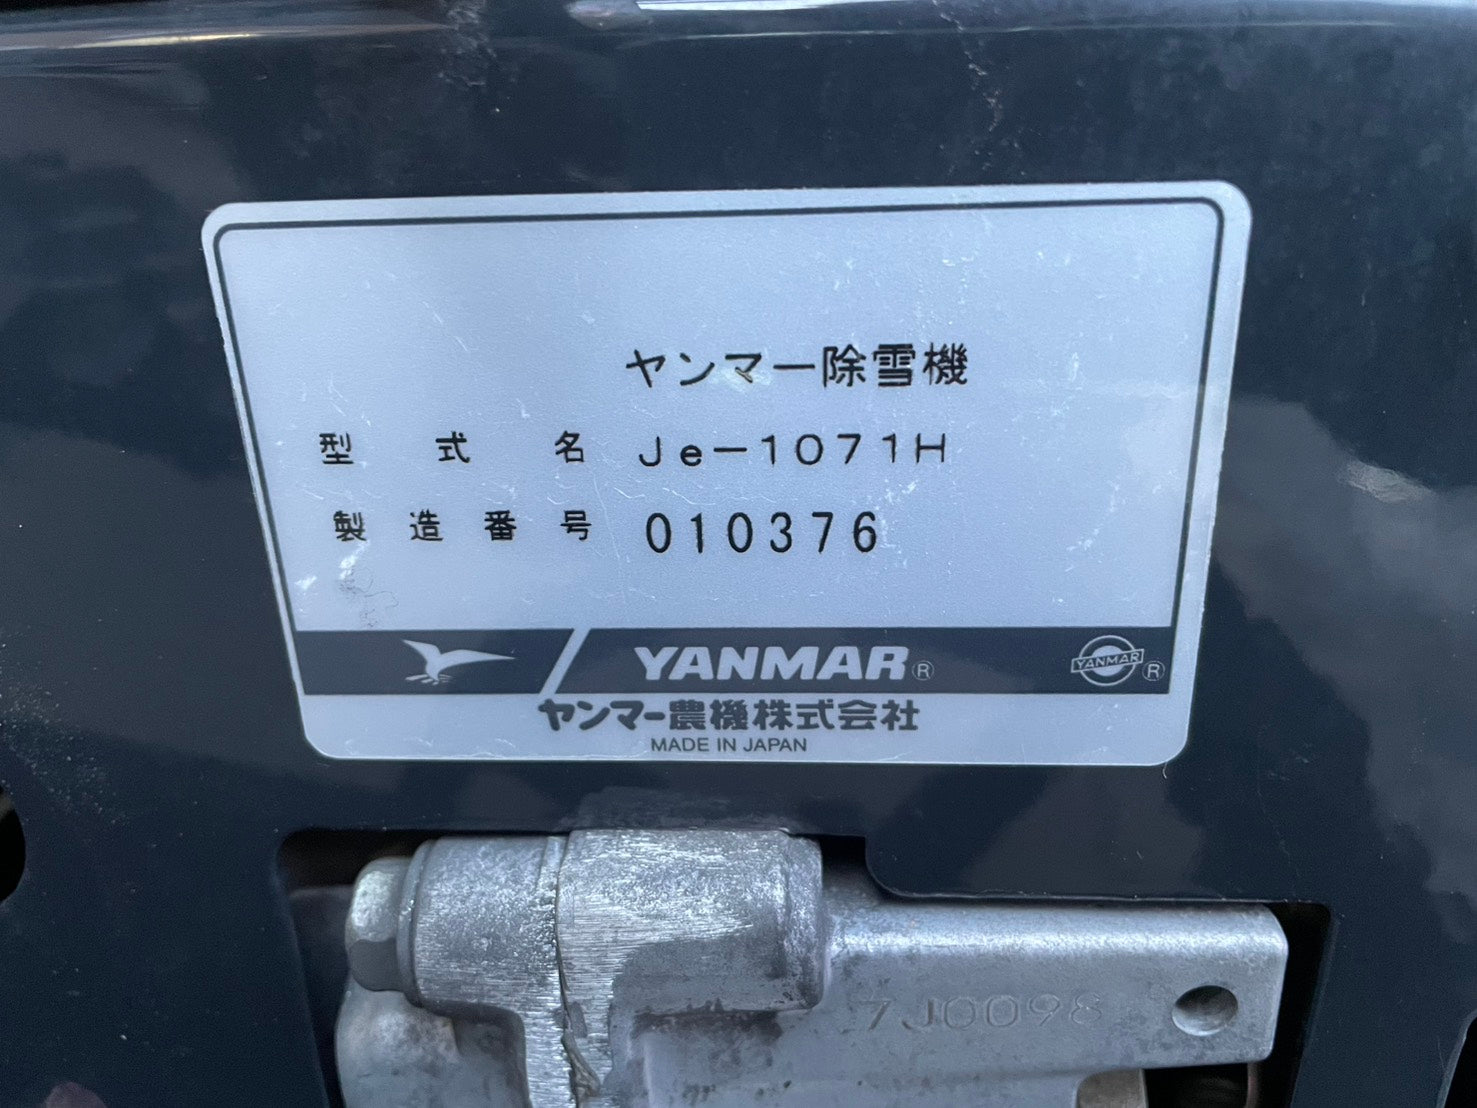 ヤンマー除雪機
型式名 Je-1071H
製造番号 010376
YANMAR® YANMAR®
ヤンマー農機株式会社
MADE IN JAPAN
7J0098